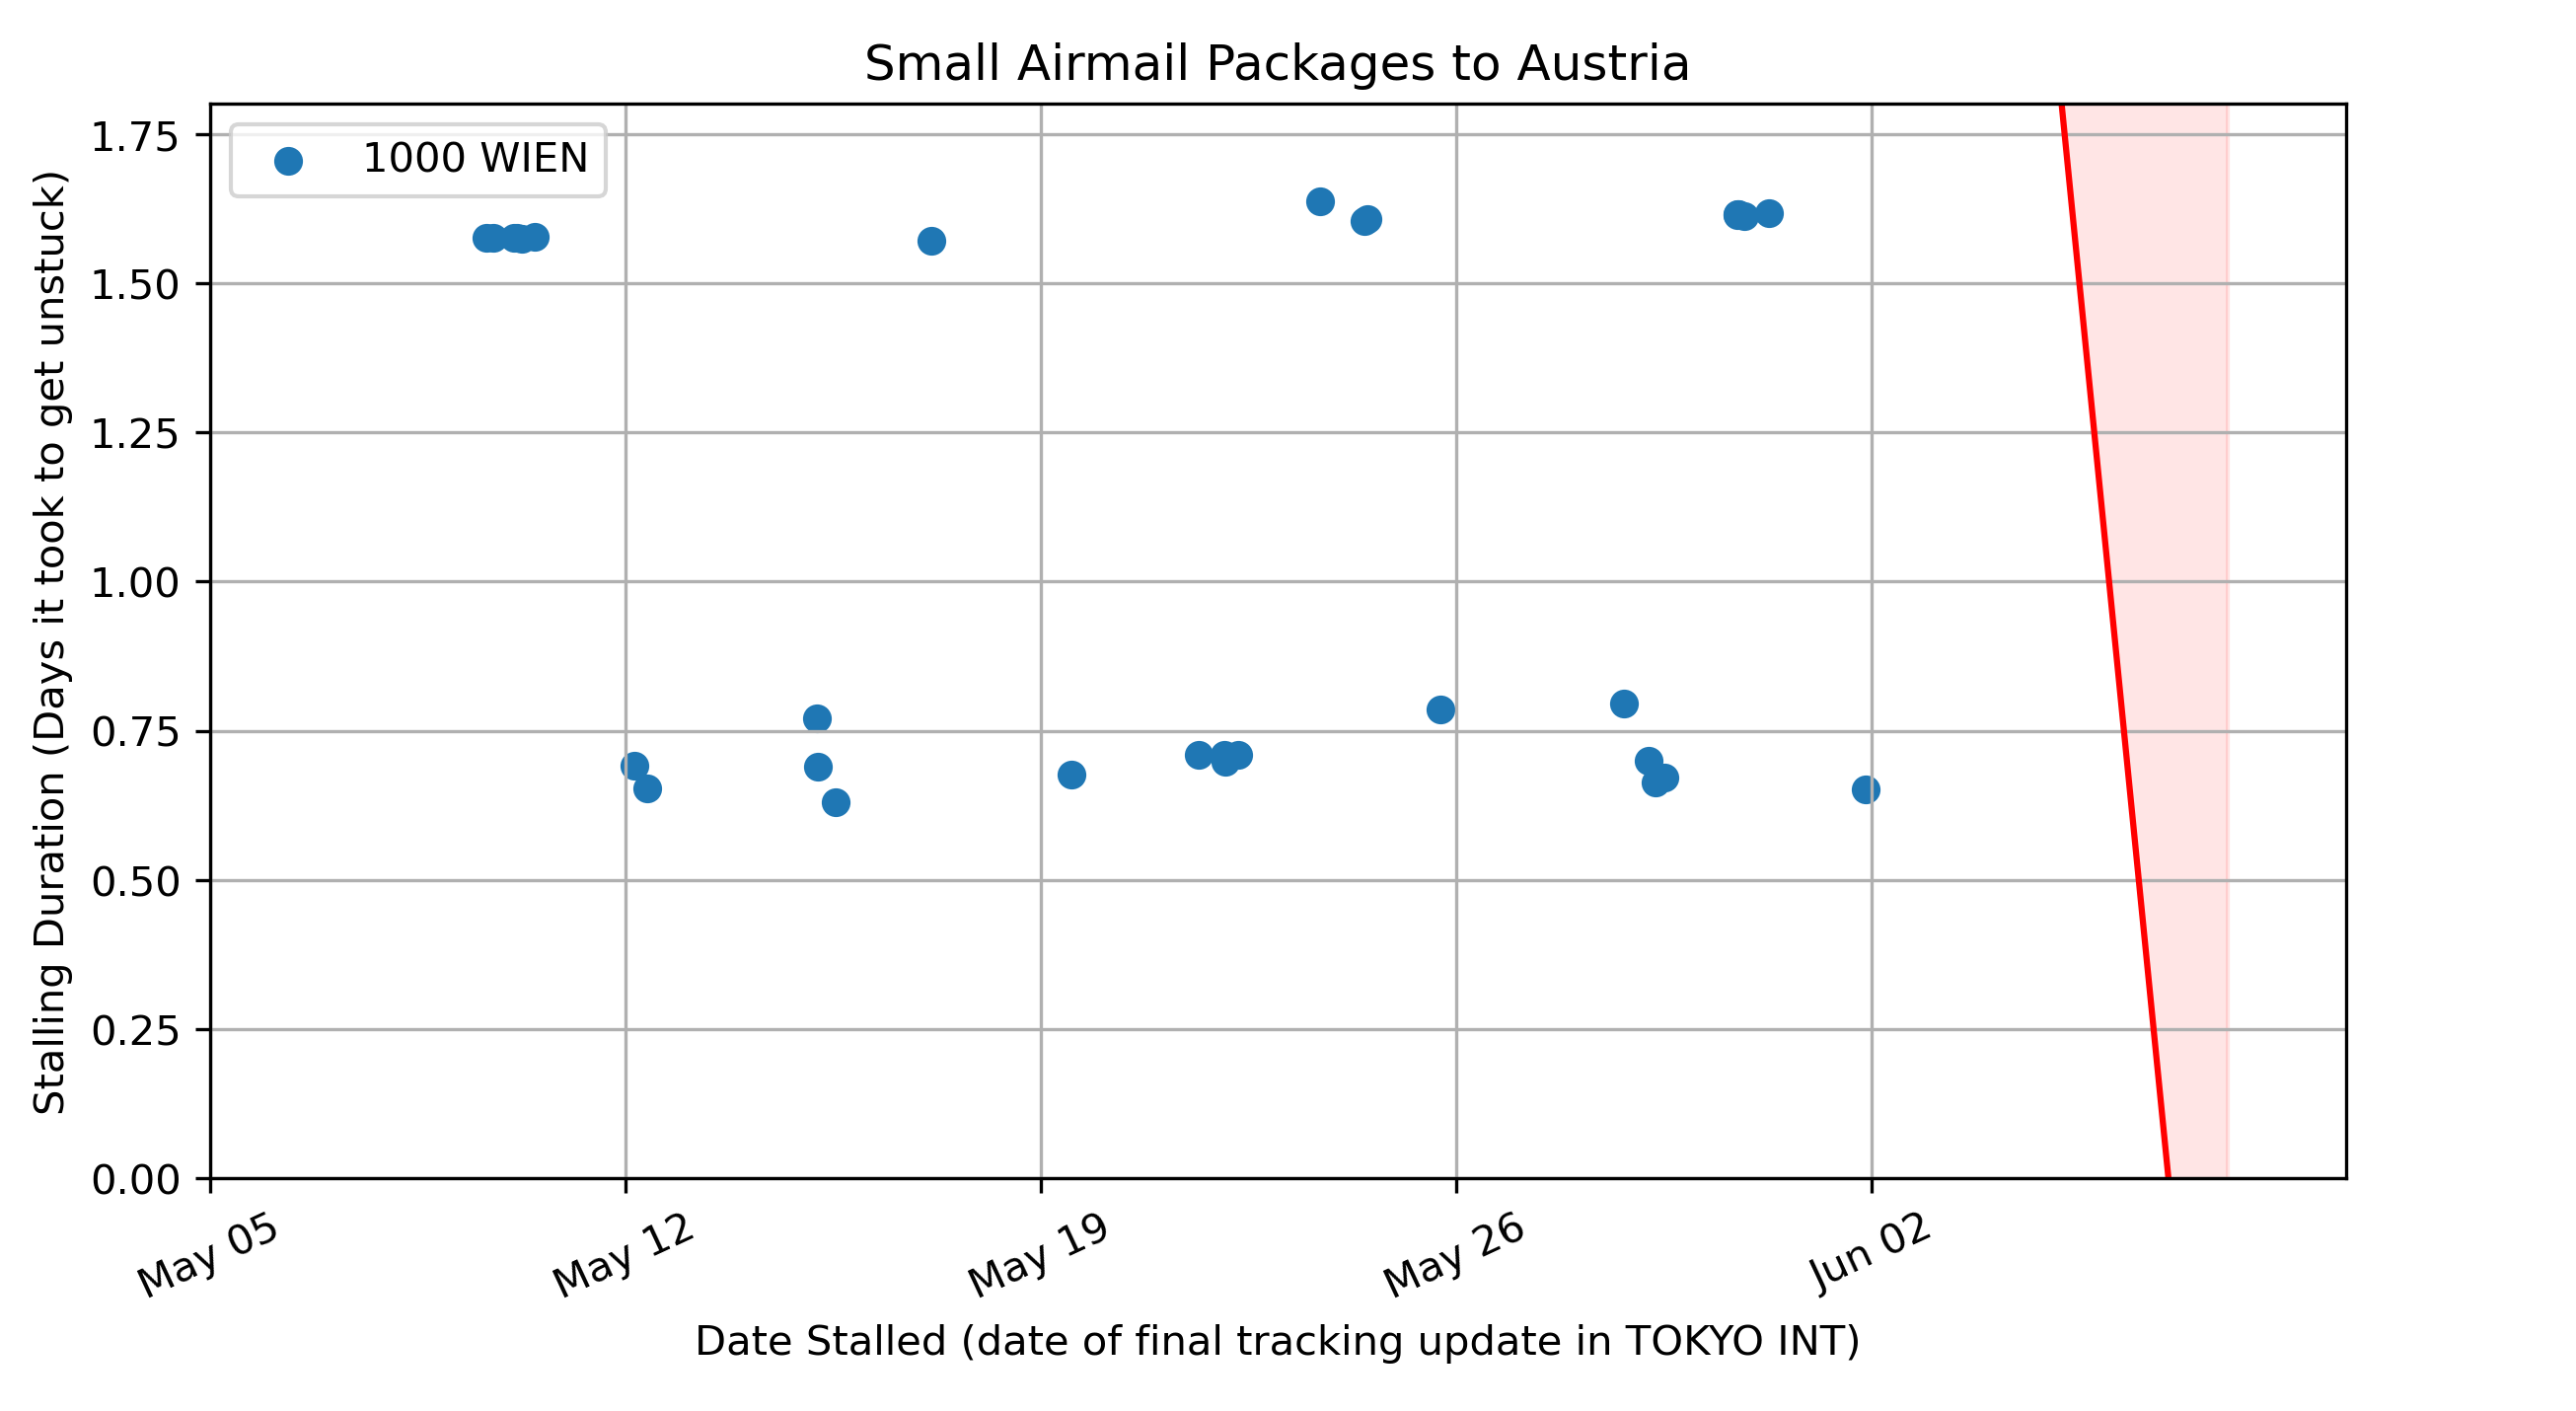 Small Airmail Packages to Austria
1000 WIEN
Stalling Duration (Days it took to get unstuck)
1.75
1.50
1.25
1.00
0.75
0.50
0.25
0.00
May 05
May 12
May 19
May 26
Jun 02
Date Stalled (date of final tracking update in TOKYO INT)